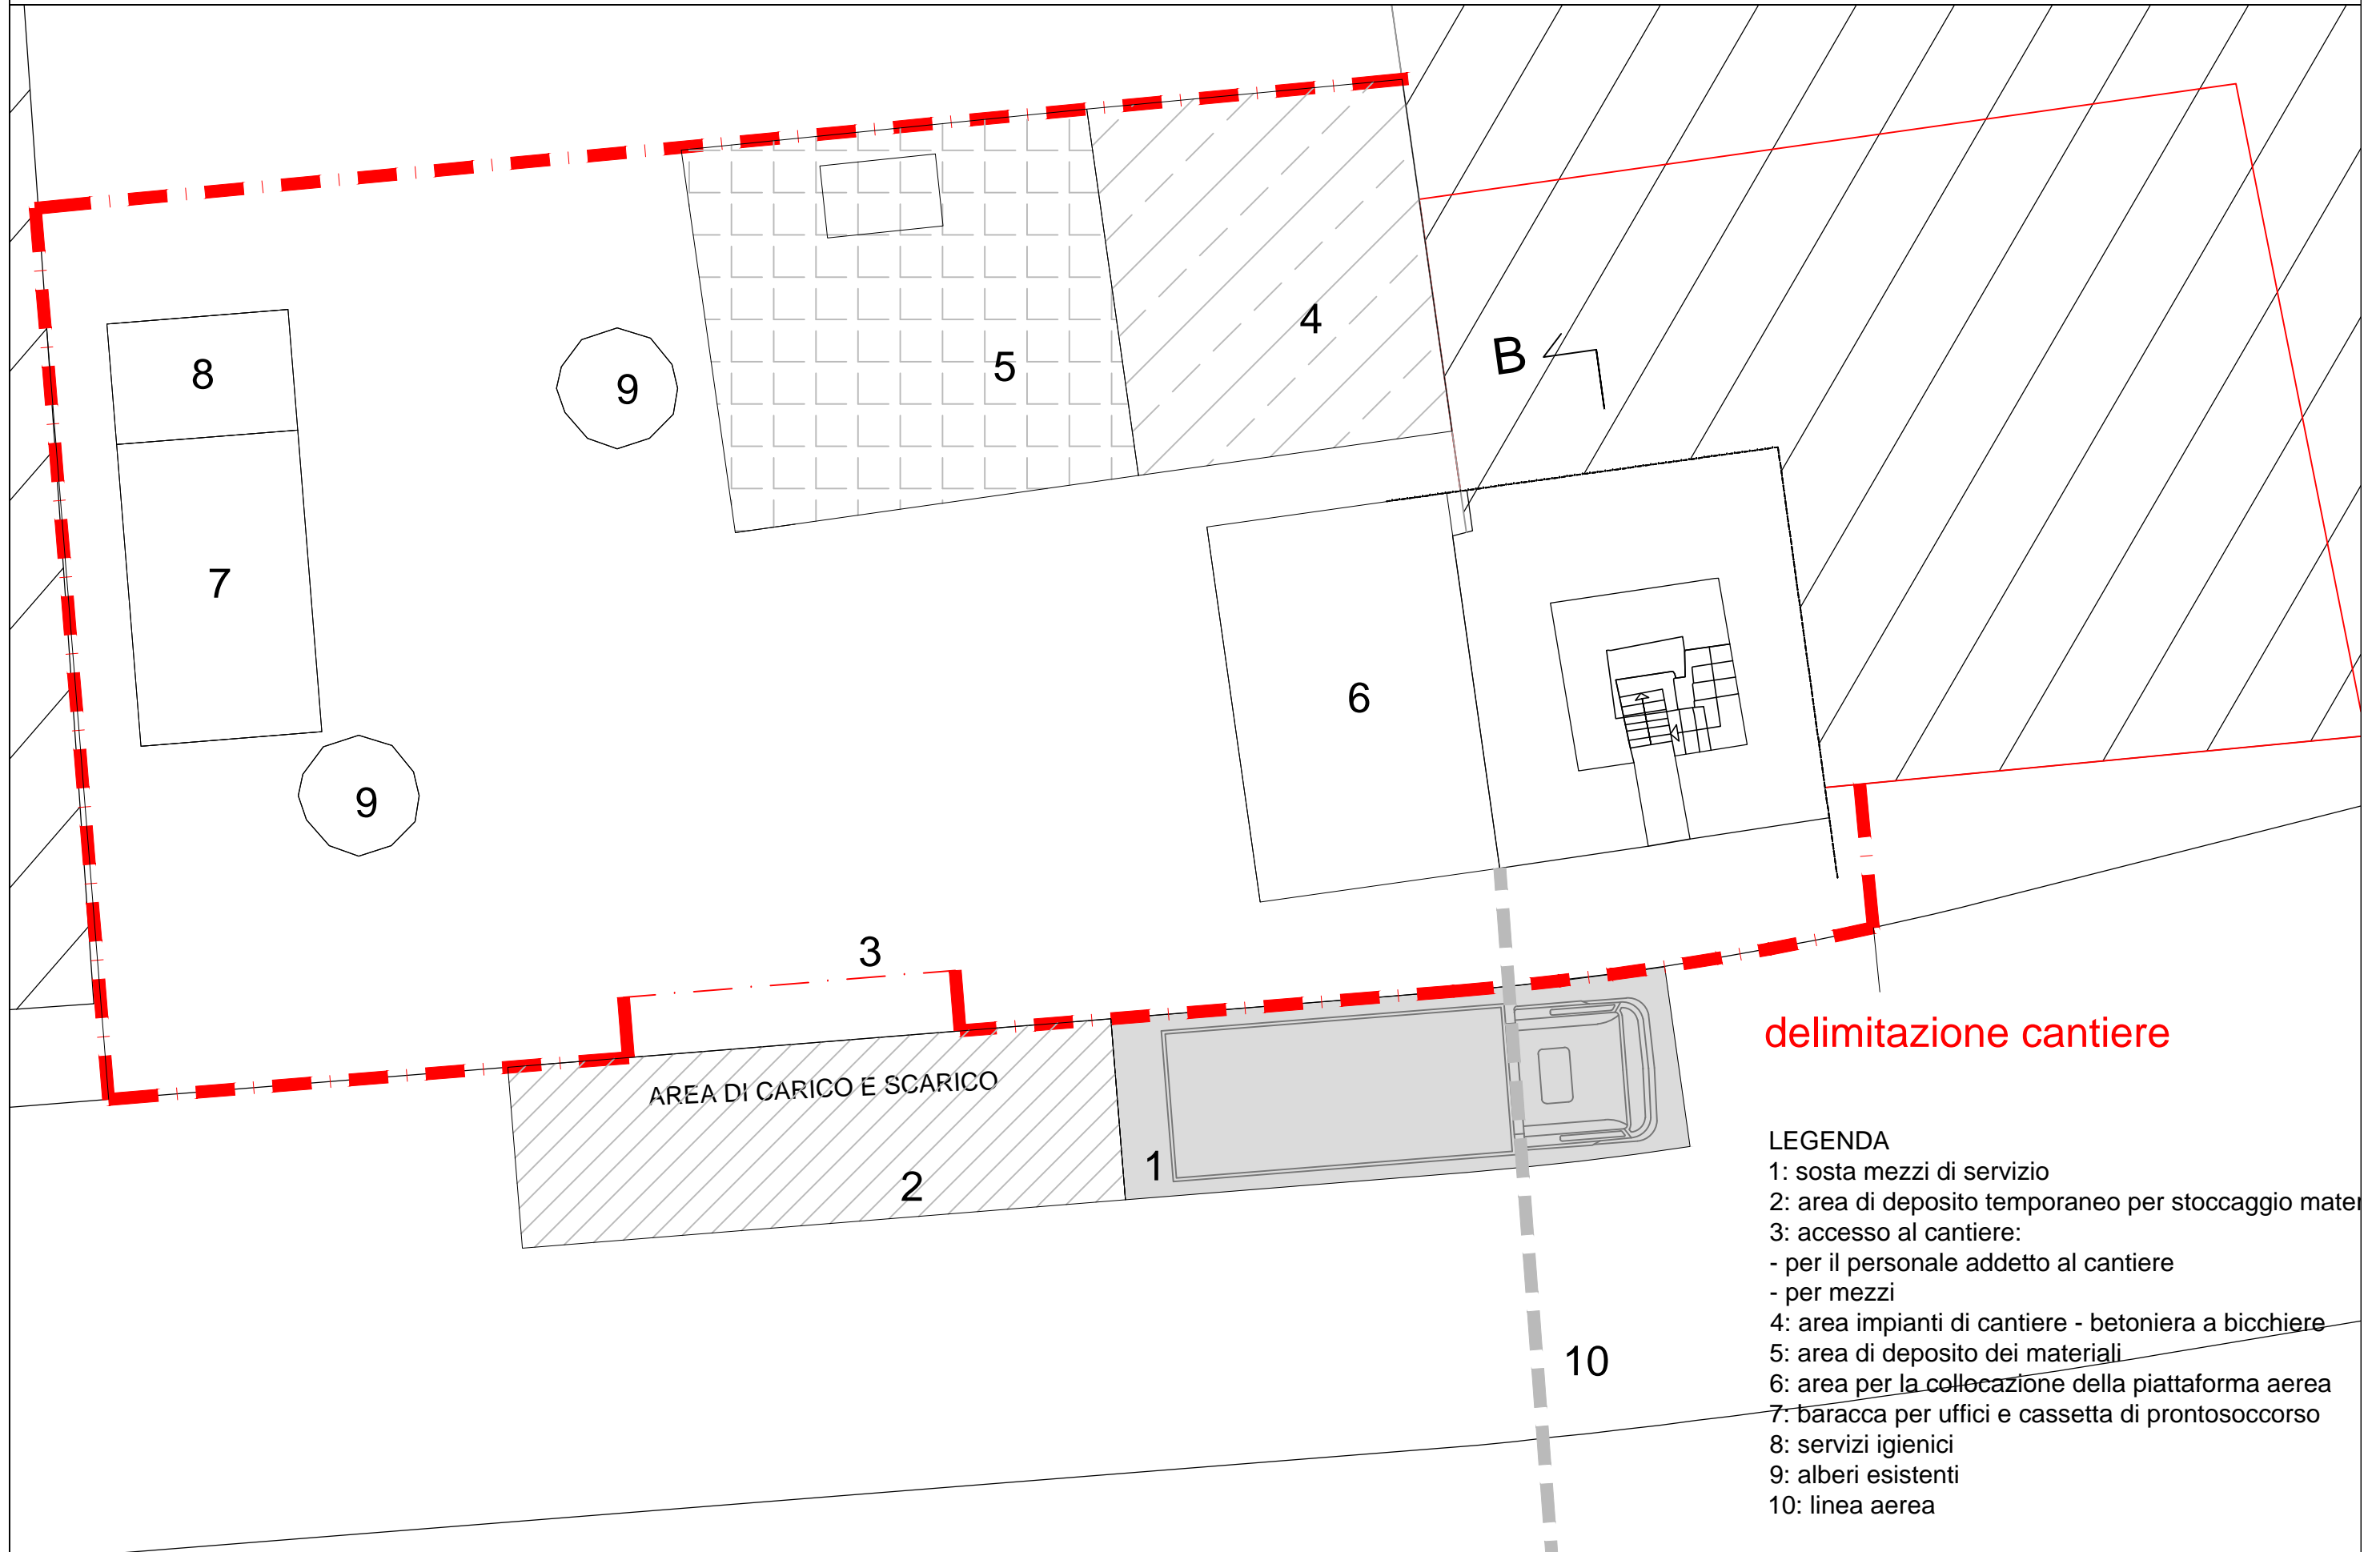 4
B
5
8
9
7
6
9
3
delimitazione cantiere
AREA DI CARICO E SCARICO
1
2
10
LEGENDA
1: sosta mezzi di servizio
2: area di deposito temporaneo per stoccaggio mater
3: accesso al cantiere:
- per il personale addetto al cantiere
- per mezzi
4: area impianti di cantiere - betoniera a bicchiere
5: area di deposito dei materiali
6: area per la collocazione della piattaforma aerea
7: baracca per uffici e cassetta di prontosoccorso
8: servizi igienici
9: alberi esistenti
10: linea aerea